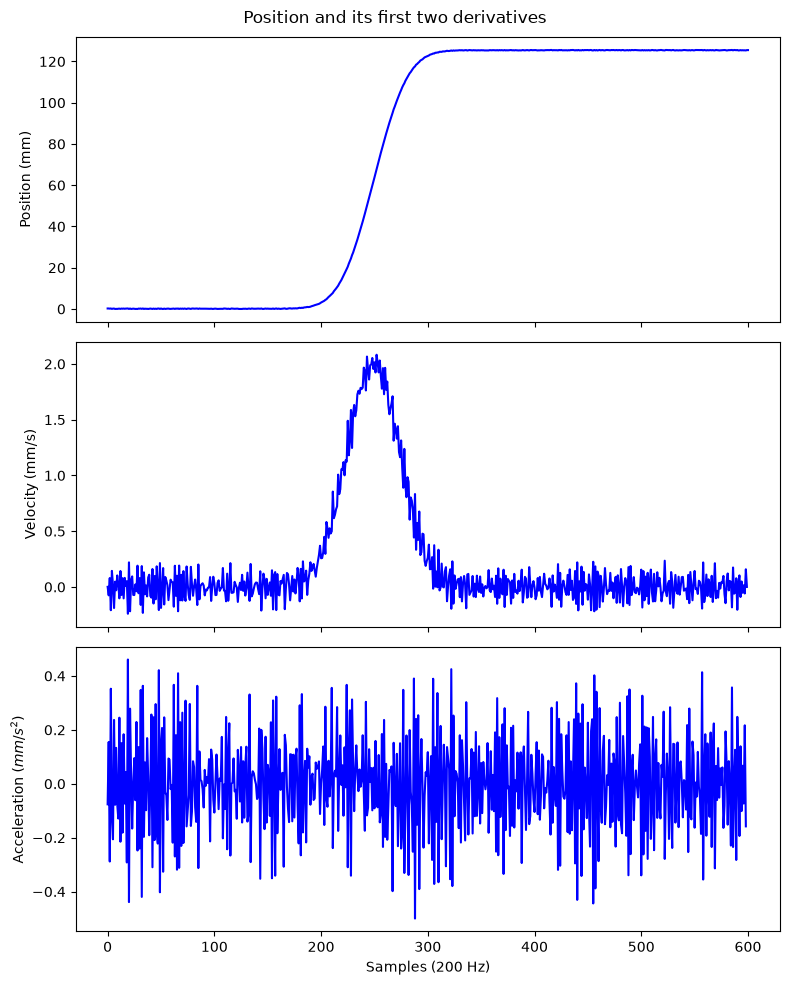 Position and its first two derivatives
120
100
80
60
40
20
0
Position (mm)
2.0
1.5
1.0
0.5
0.0
Velocity (mm/s)
0.4
0.2
0.0
−0.2
−0.4
Acceleration (mm/s²)
0 100 200 300 400 500 600
Samples (200 Hz)